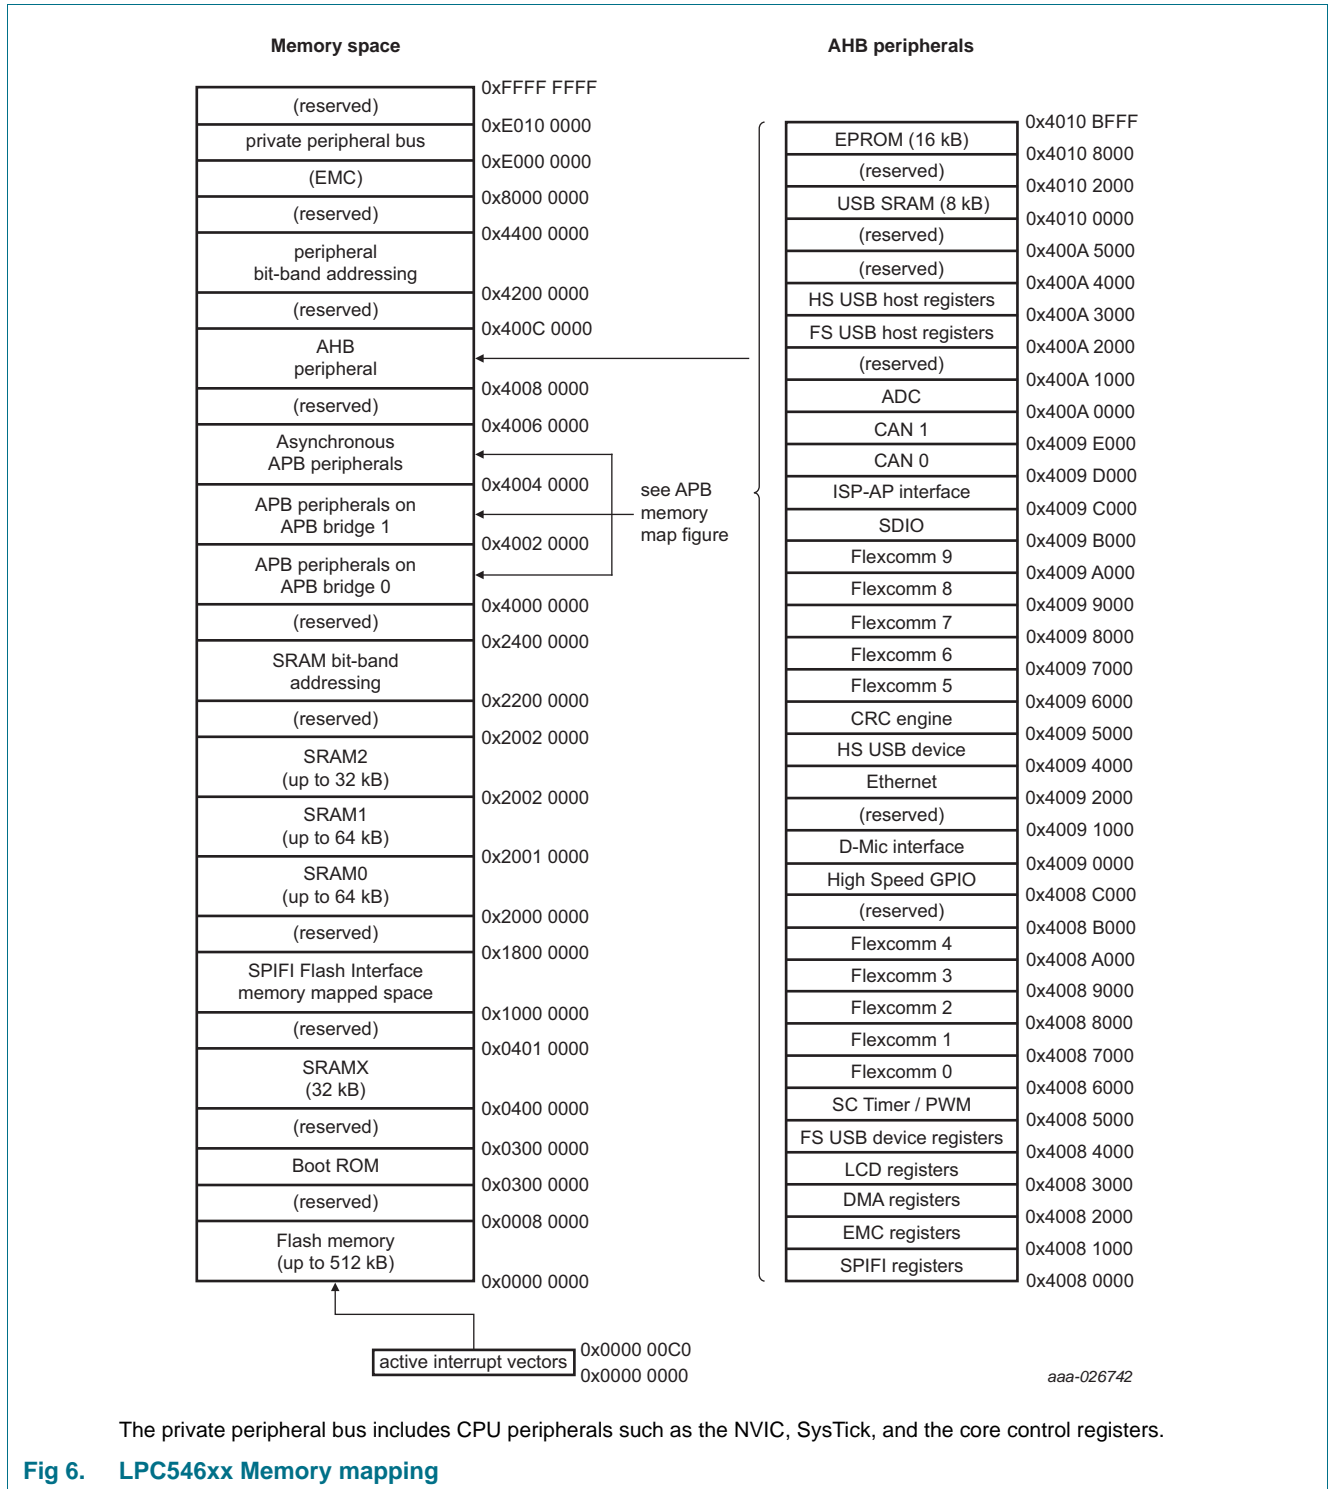 Memory space
0xFFFF FFFF
(reserved)
0xE010 0000
private peripheral bus
0xE000 0000
(EMC)
0x8000 0000
(reserved)
0x4400 0000
peripheral
bit-band addressing
0x4200 0000
(reserved)
0x400C 0000
AHB
peripheral
0x4008 0000
(reserved)
0x4006 0000
Asynchronous
APB peripherals
0x4004 0000
APB peripherals on
APB bridge 1
0x4002 0000
APB peripherals on
APB bridge 0
0x4000 0000
(reserved)
0x2400 0000
SRAM bit-band
addressing
0x2200 0000
(reserved)
0x2002 0000
SRAM2
(up to 32 kB)
0x2002 0000
SRAM1
(up to 64 kB)
0x2001 0000
SRAM0
(up to 64 kB)
0x2000 0000
(reserved)
0x1800 0000
SPIFI Flash Interface
memory mapped space
0x1000 0000
(reserved)
0x0401 0000
SRAMX
(32 kB)
0x0400 0000
(reserved)
0x0300 0000
Boot ROM
0x0300 0000
(reserved)
0x0008 0000
Flash memory
(up to 512 kB)
0x0000 0000
active interrupt vectors
0x0000 00C0
0x0000 0000
see APB
memory
map figure
AHB peripherals
0x4010 BFFF
EPROM (16 kB)
0x4010 8000
(reserved)
0x4010 2000
USB SRAM (8 kB)
0x4010 0000
(reserved)
0x400A 5000
(reserved)
0x400A 4000
HS USB host registers
0x400A 3000
FS USB host registers
0x400A 2000
(reserved)
0x400A 1000
ADC
0x400A 0000
CAN 1
0x4009 E000
CAN 0
0x4009 D000
ISP-AP interface
0x4009 C000
SDIO
0x4009 B000
Flexcomm 9
0x4009 A000
Flexcomm 8
0x4009 9000
Flexcomm 7
0x4009 8000
Flexcomm 6
0x4009 7000
Flexcomm 5
0x4009 6000
CRC engine
0x4009 5000
HS USB device
0x4009 4000
Ethernet
0x4009 2000
(reserved)
0x4009 1000
D-Mic interface
0x4009 0000
High Speed GPIO
0x4008 C000
(reserved)
0x4008 B000
Flexcomm 4
0x4008 A000
Flexcomm 3
0x4008 9000
Flexcomm 2
0x4008 8000
Flexcomm 1
0x4008 7000
Flexcomm 0
0x4008 6000
SC Timer / PWM
0x4008 5000
FS USB device registers
0x4008 4000
LCD registers
0x4008 3000
DMA registers
0x4008 2000
EMC registers
0x4008 1000
SPIFI registers
0x4008 0000
aaa-026742
The private peripheral bus includes CPU peripherals such as the NVIC, SysTick, and the core control registers.
Fig 6. LPC546xx Memory mapping